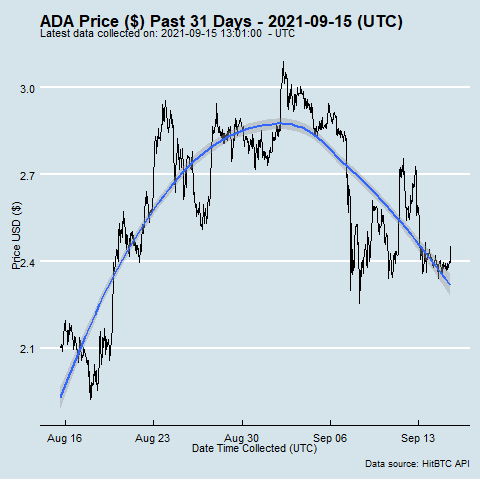 ADA Price ($) Past 31 Days - 2021-09-15 (UTC)
Latest data collected on: 2021-09-15 13:01:00 - UTC
3.0
2.7
2.4
2.1
Price USD ($)
Aug 16 Aug 23 Aug 30 Sep 06 Sep 13
Date Time Collected (UTC)
Data source: HitBTC API